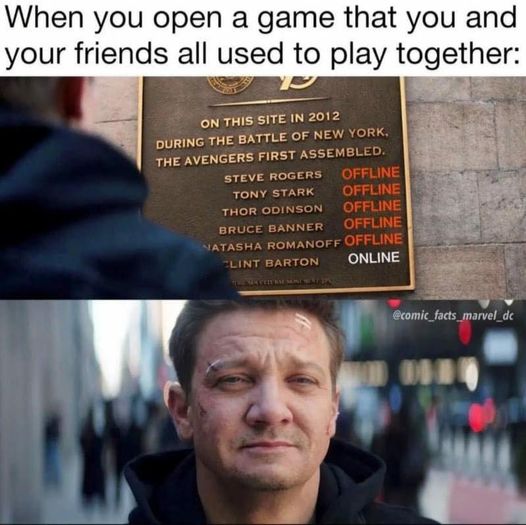 When you open a game that you and
your friends all used to play together:
ON THIS SITE IN 2012
DURING THE BATTLE OF NEW YORK,
THE AVENGERS FIRST ASSEMBLED.
STEVE ROGERS OFFLINE
TONY STARK OFFLINE
THOR ODINSON OFFLINE
BRUCE BANNER OFFLINE
NATASHA ROMANOFF OFFLINE
CLINT BARTON ONLINE
@comic_facts_marvel_dc